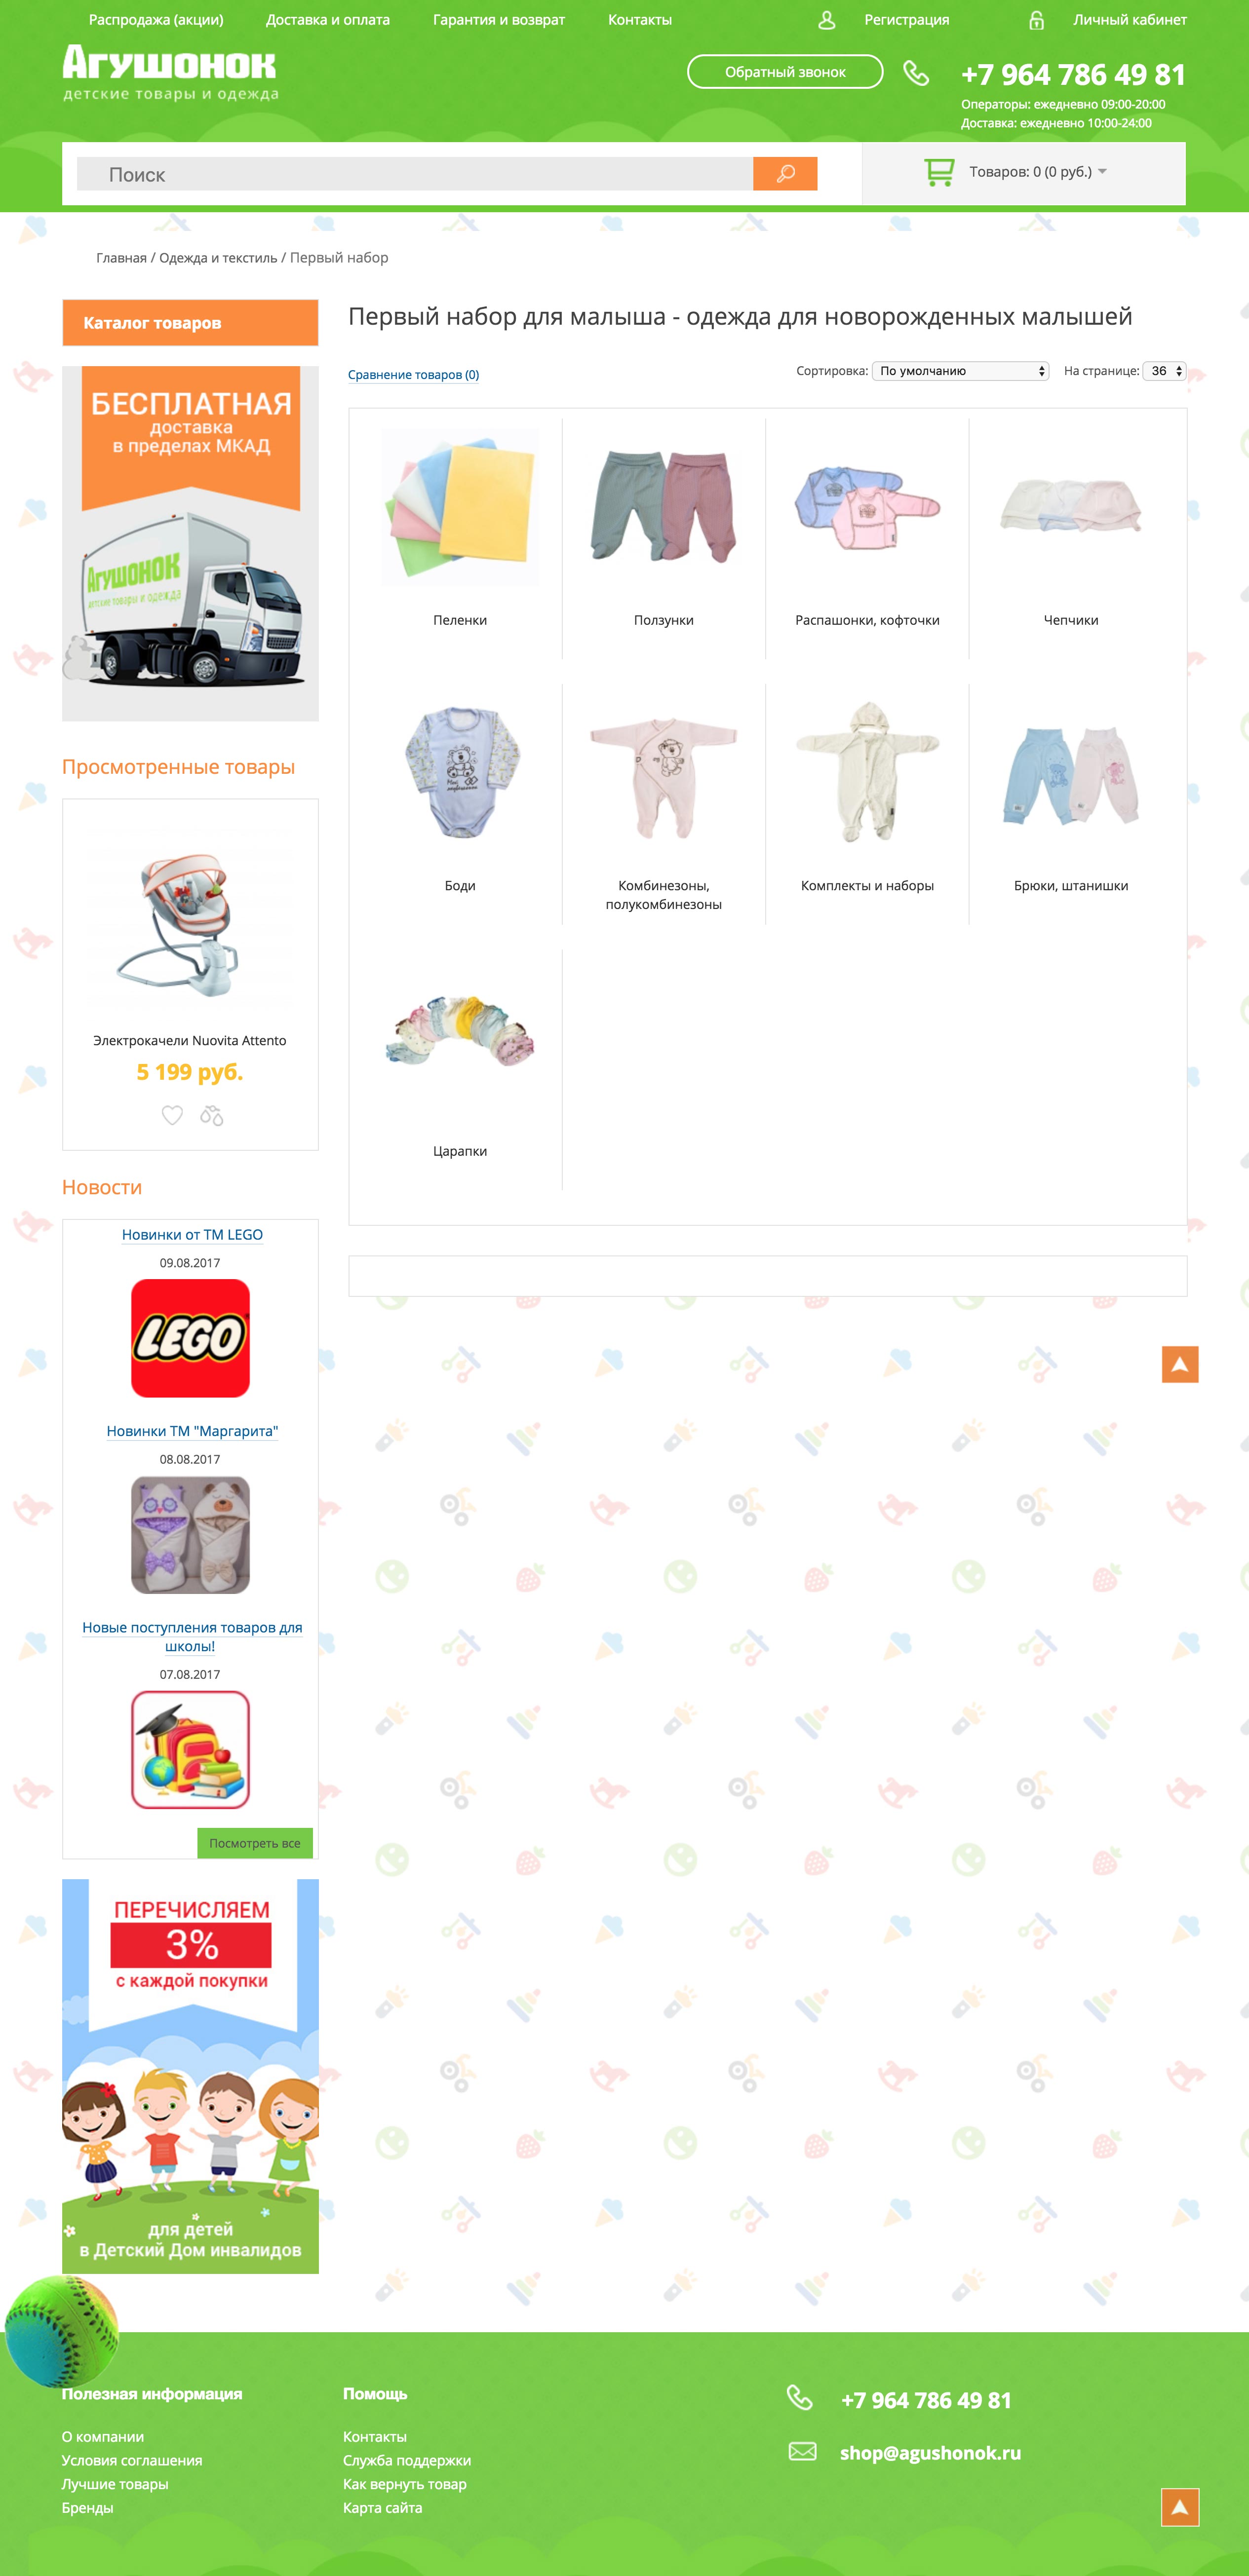 Распродажа (акции) Доставка и оплата Гарантия и возврат Контакты Регистрация Личный кабинет
Агушонок
детские товары и одежда
Обратный звонок
+7 964 786 49 81
Операторы: ежедневно 09:00-20:00
Доставка: ежедневно 10:00-24:00
Поиск
Товаров: 0 (0 руб.)
Главная / Одежда и текстиль / Первый набор
Каталог товаров
Первый набор для малыша - одежда для новорожденных малышей
Сравнение товаров (0)
Сортировка: По умолчанию На странице: 36
БЕСПЛАТНАЯ
доставка
в пределах МКАД
Агушонок
детские товары и одежда
Пеленки Ползунки Распашонки, кофточки Чепчики
Боди Комбинезоны, полукомбинезоны Комплекты и наборы Брюки, штанишки
Царапки
Просмотренные товары
Электрокачели Nuovita Attento
5 199 руб.
Новости
Новинки от ТМ LEGO
09.08.2017
LEGO
Новинки ТМ "Маргарита"
08.08.2017
Новые поступления товаров для
школы!
07.08.2017
Посмотреть все
ПЕРЕЧИСЛЯЕМ
3%
с каждой покупки
для детей
в Детский Дом инвалидов
Полезная информация
О компании
Условия соглашения
Лучшие товары
Бренды
Помощь
Контакты
Служба поддержки
Как вернуть товар
Карта сайта
+7 964 786 49 81
shop@agushonok.ru